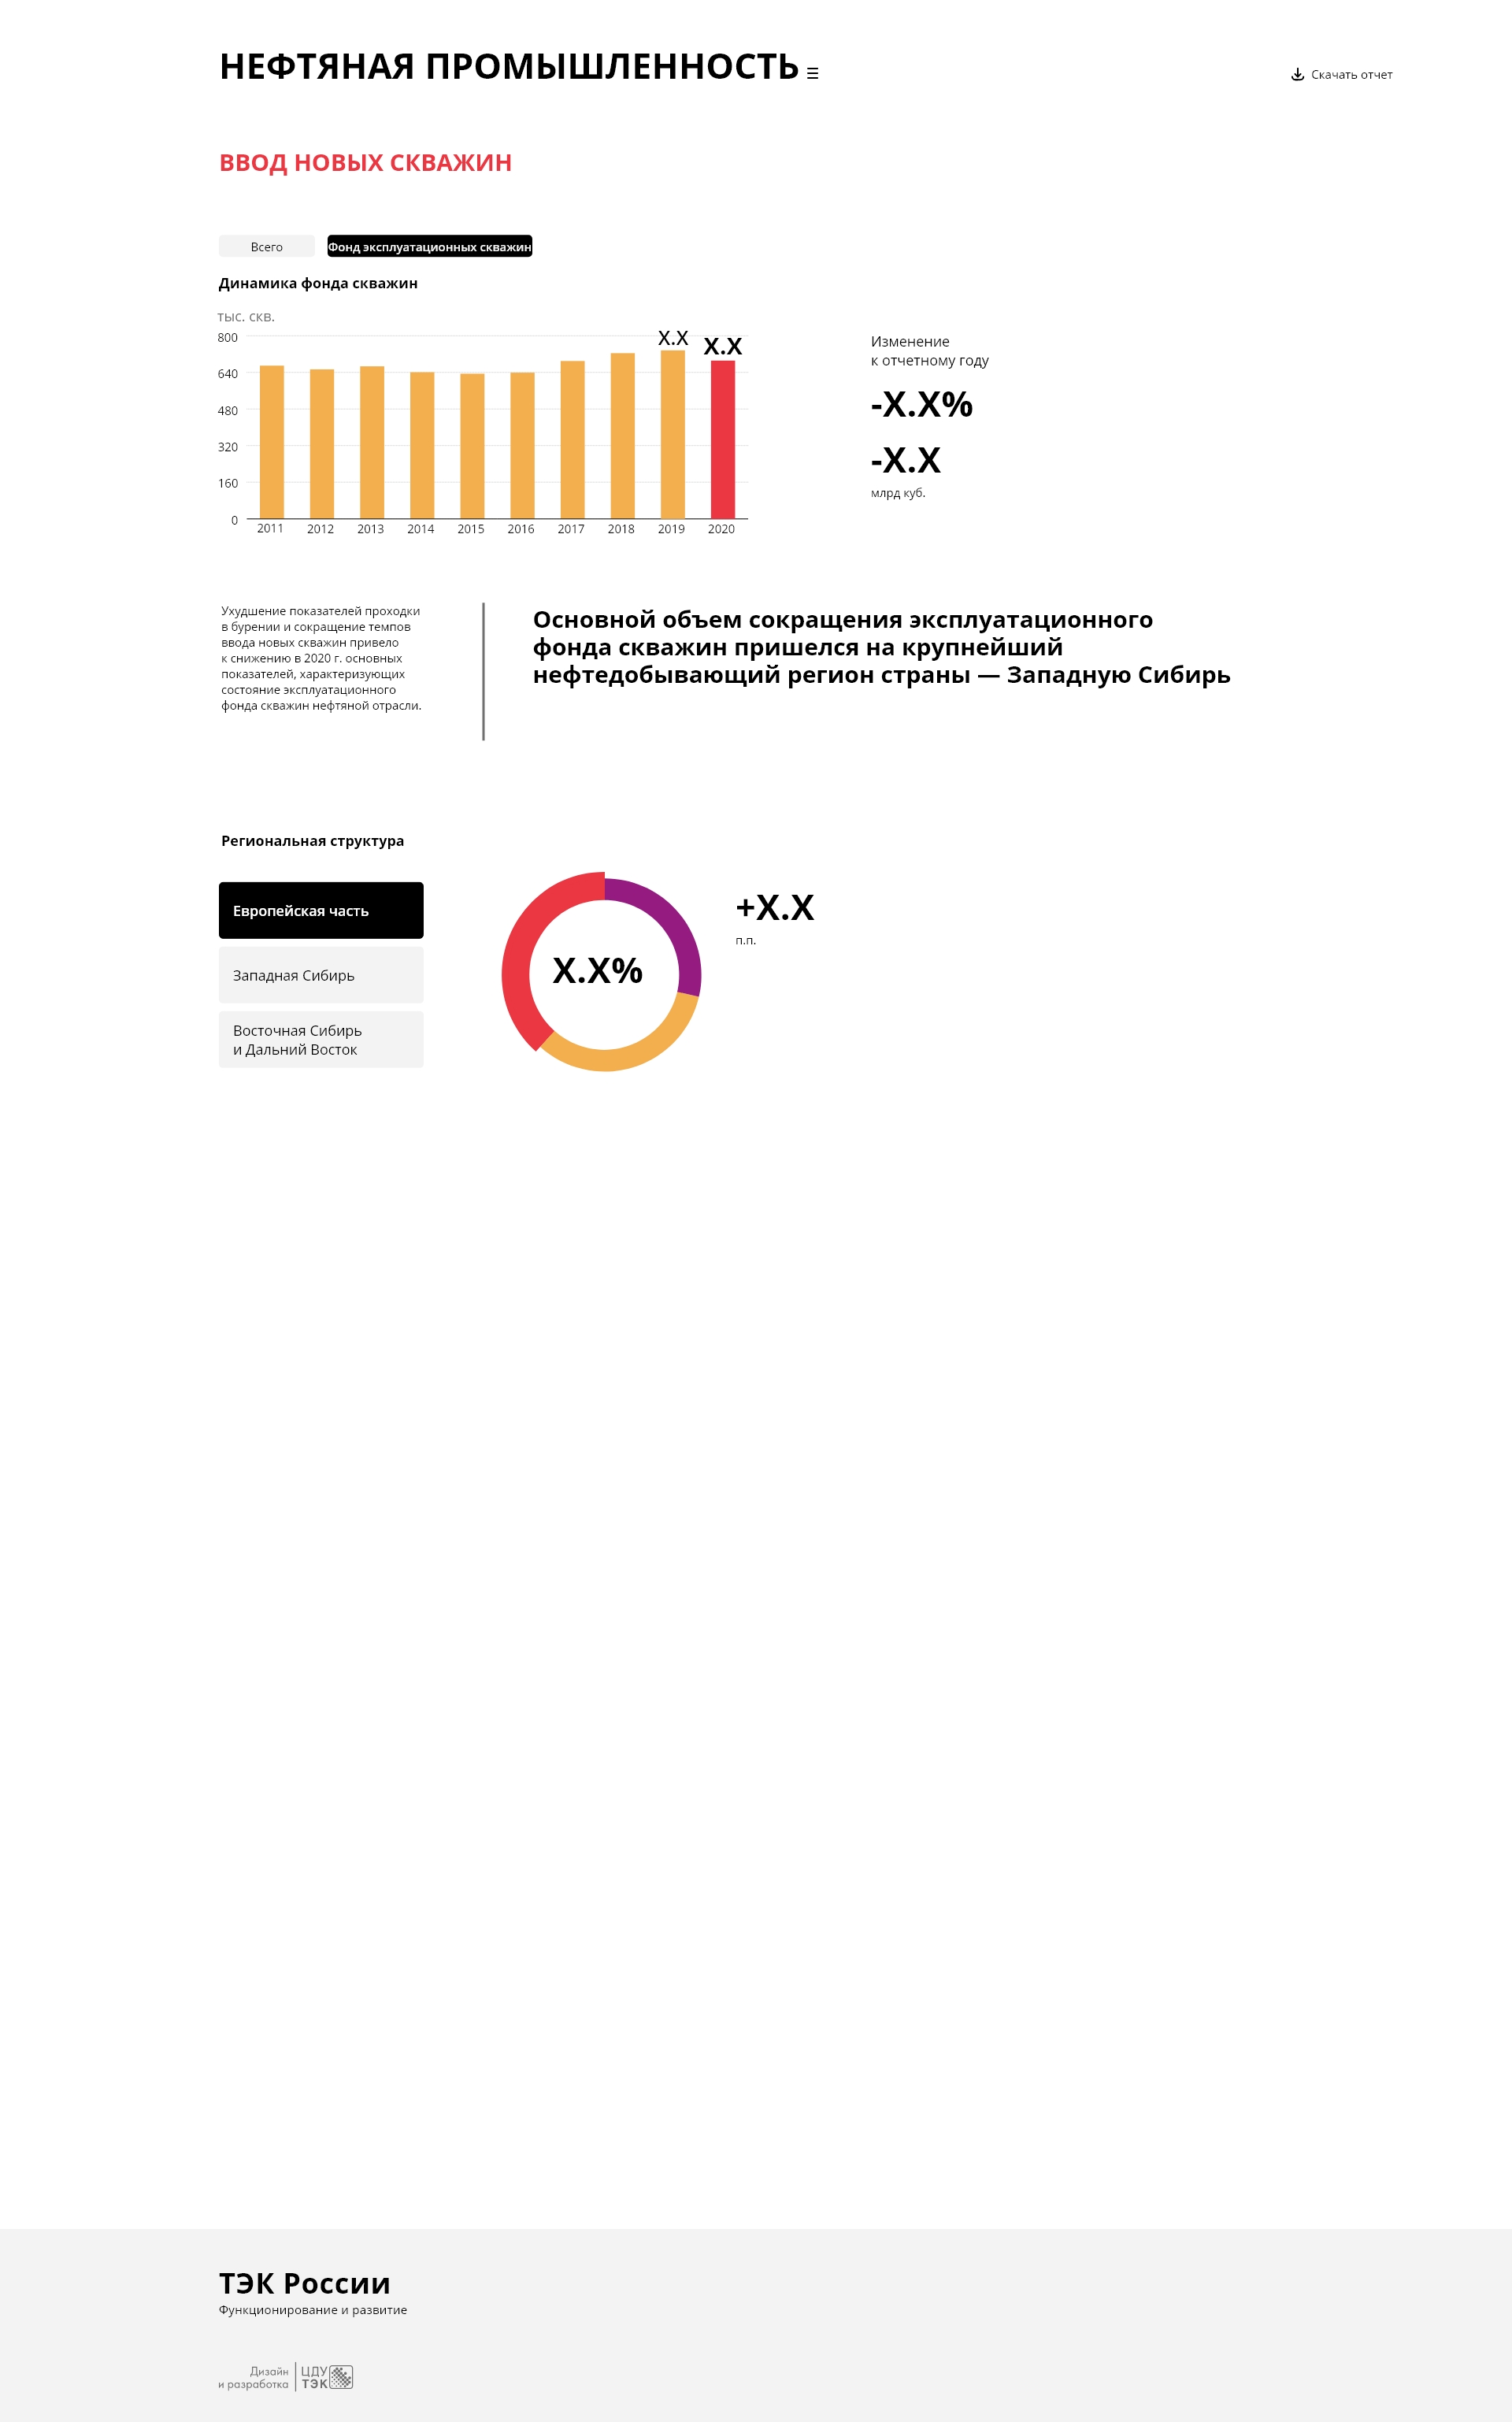 НЕФТЯНАЯ ПРОМЫШЛЕННОСТЬ
Скачать отчет
ВВОД НОВЫХ СКВАЖИН
Всего
Фонд эксплуатационных скважин
Динамика фонда скважин
тыс. скв.
800
640
480
320
160
0
X.X
X.X
2011 2012 2013 2014 2015 2016 2017 2018 2019 2020
Изменение
к отчетному году
-X.X%
-X.X
млрд куб.
Ухудшение показателей проходки
в бурении и сокращение темпов
ввода новых скважин привело
к снижению в 2020 г. основных
показателей, характеризующих
состояние эксплуатационного
фонда скважин нефтяной отрасли.
Основной объем сокращения эксплуатационного
фонда скважин пришелся на крупнейший
нефтедобывающий регион страны — Западную Сибирь
Региональная структура
Европейская часть
Западная Сибирь
Восточная Сибирь
и Дальний Восток
X.X%
+X.X
п.п.
ТЭК России
Функционирование и развитие
Дизайн
и разработка
ЦДУ
ТЭК